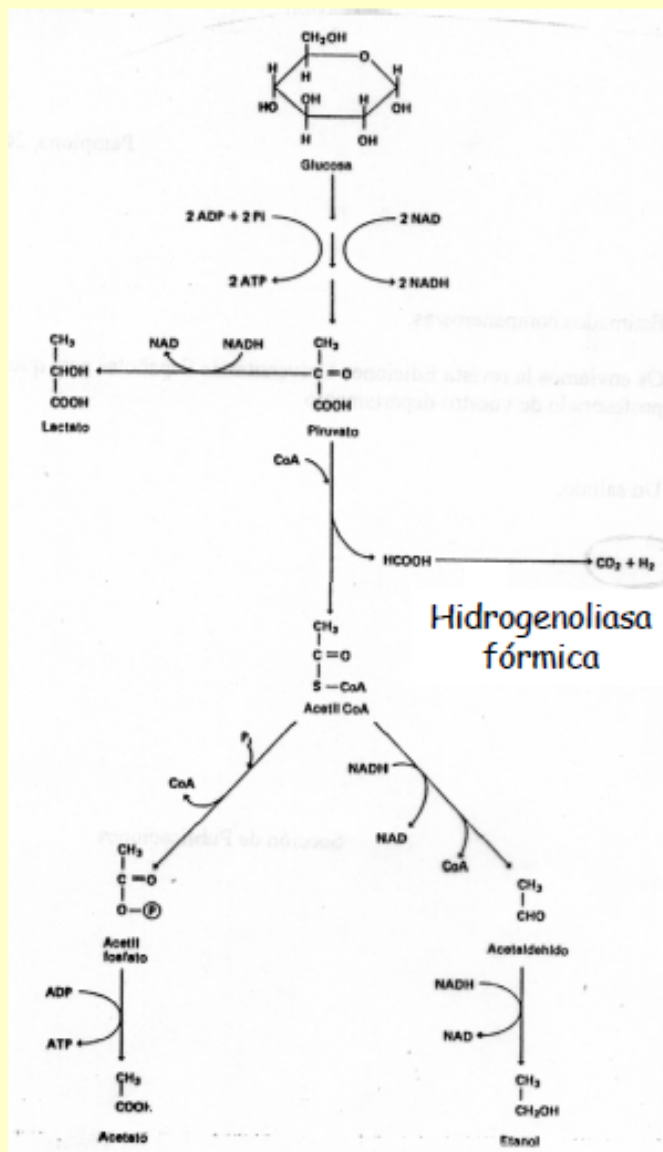 CH₂OH
O
H
H
H
H
HO
OH
H
OH
H
OH
Glucosa
2 ADP + 2 Pi
2 NAD
2 ATP
2 NADH
CH₃
CHOH
COOH
Lactato
NAD
NADH
CH₃
C=O
COOH
Piruvato
CoA
HCOOH
CO₂ + H₂
Hidrogenoliasa
fórmica
CH₃
C=O
S—CoA
Acetil CoA
Pᵢ
CoA
NADH
NAD
CoA
CH₃
C=O
O—P
Acetil
fosfato
CH₃
CHO
Acetaldehido
ADP
ATP
NADH
NAD
CH₃
COOH
Acetato
CH₃
CH₂OH
Etanol